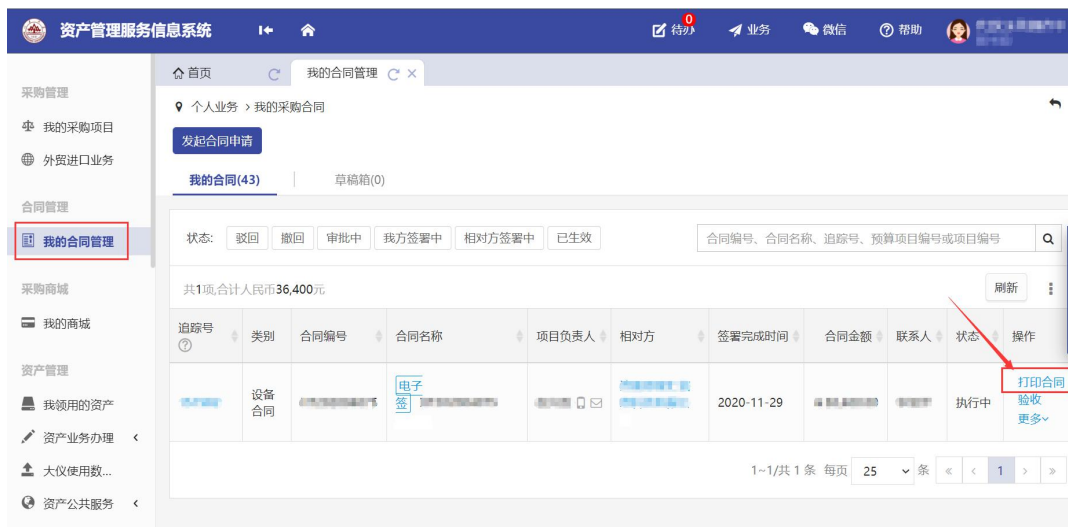 资产管理服务信息系统
0
待办
业务
微信
帮助
首页
我的合同管理
采购管理
我的采购项目
外贸进口业务
合同管理
我的合同管理
采购商城
我的商城
资产管理
我领用的资产
资产业务办理
大仪使用数...
资产公共服务
个人业务 > 我的采购合同
发起合同申请
我的合同(43)
草稿箱(0)
状态: 驳回 撤回 审批中 我方签署中 相对方签署中 已生效
合同编号、合同名称、追踪号、预算项目编号或项目编号
共1项,合计人民币36,400元
刷新
追踪号 类别 合同编号 合同名称 项目负责人 相对方 签署完成时间 合同金额 联系人 状态 操作
设备
合同
电子
签
2020-11-29
执行中
打印合同
验收
更多
1~1/共 1 条 每页 25 条 « ‹ 1 › »